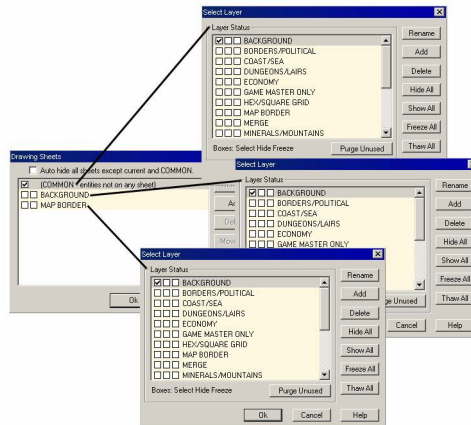 Select Layer
Layer Status
BACKGROUND
BORDERS/POLITICAL
COAST/SEA
DUNGEONS/LAIRS
ECONOMY
GAME MASTER ONLY
HEX/SQUARE GRID
MAP BORDER
MERGE
MINERALS/MOUNTAINS
Boxes: Select Hide Freeze
Purge Unused
Rename
Add
Delete
Hide All
Show All
Freeze All
Thaw All
Drawing Sheets
Auto hide all sheets except current and COMMON.
(COMMON entities not on any sheet)
BACKGROUND
MAP BORDER
Ok
Select Layer
Layer Status
BACKGROUND
BORDERS/POLITICAL
COAST/SEA
DUNGEONS/LAIRS
ECONOMY
GAME MASTER ONLY
Unused
Rename
Add
Delete
Hide All
Show All
Freeze All
Thaw All
Cancel
Help
Select Layer
Layer Status
BACKGROUND
BORDERS/POLITICAL
COAST/SEA
DUNGEONS/LAIRS
ECONOMY
GAME MASTER ONLY
HEX/SQUARE GRID
MAP BORDER
MERGE
MINERALS/MOUNTAINS
Boxes: Select Hide Freeze
Purge Unused
Rename
Add
Delete
Hide All
Show All
Freeze All
Thaw All
Ok
Cancel
Help